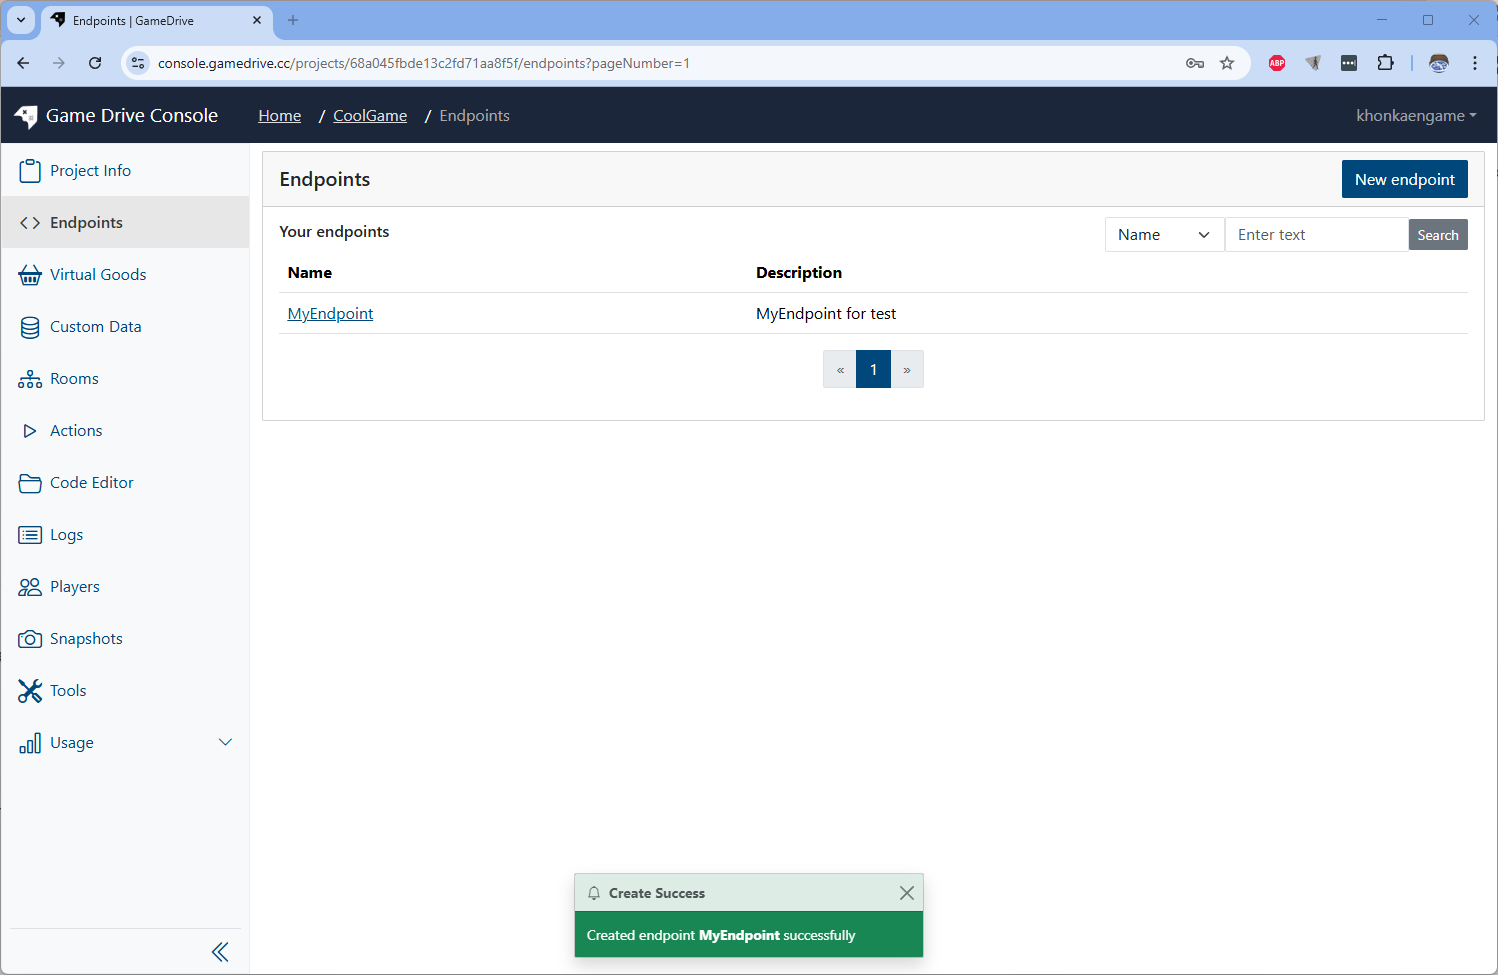 Endpoints | GameDrive
console.gamedrive.cc/projects/68a045fbde13c2fd71aa8f5f/endpoints?pageNumber=1
ABP
Game Drive Console
Home / CoolGame / Endpoints
khonkaengame
Project Info
Endpoints
Virtual Goods
Custom Data
Rooms
Actions
Code Editor
Logs
Players
Snapshots
Tools
Usage
Endpoints
New endpoint
Your endpoints
Name
Enter text
Search
Name Description
MyEndpoint MyEndpoint for test
« 1 »
Create Success
Created endpoint MyEndpoint successfully